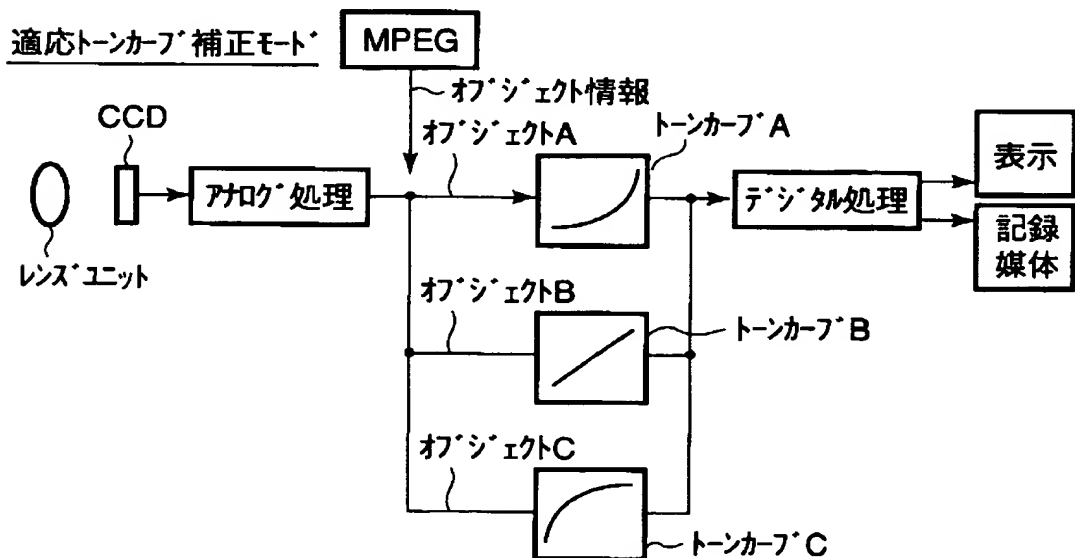 適応トーンカーブ補正モード
MPEG
オブジェクト情報
CCD
オブジェクトA
トーンカーブA
アナログ処理
デジタル処理
表示
記録
媒体
レンズユニット
オブジェクトB
トーンカーブB
オブジェクトC
トーンカーブC